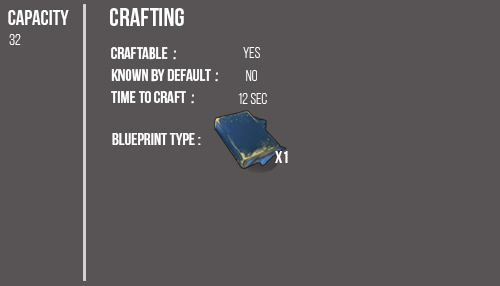 CAPACITY
32
CRAFTING
CRAFTABLE : YES
KNOWN BY DEFAULT : NO
TIME TO CRAFT : 12 SEC
BLUEPRINT TYPE : X1